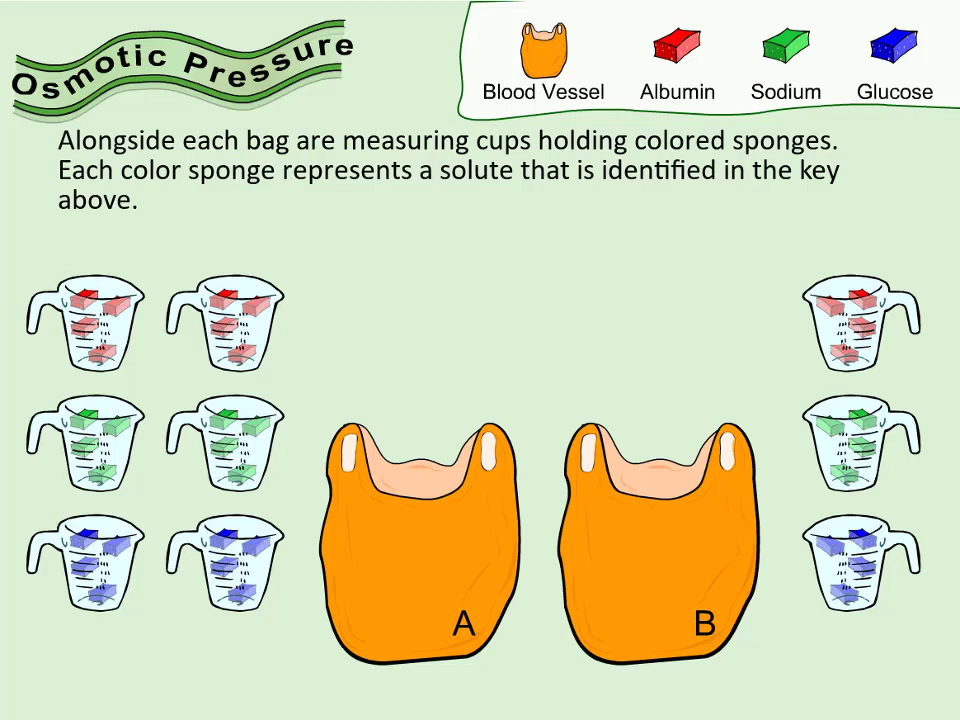 Osmotic Pressure
Blood Vessel Albumin Sodium Glucose
Alongside each bag are measuring cups holding colored sponges.
Each color sponge represents a solute that is identified in the key
above.
A B